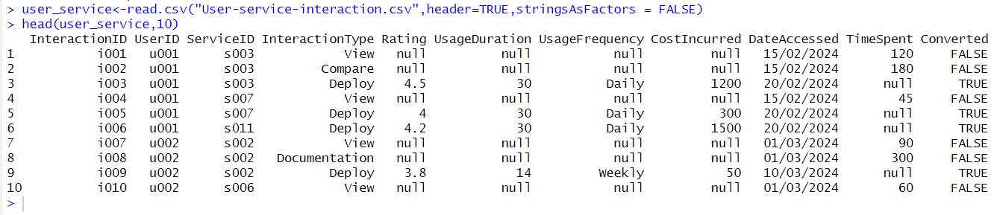 > user_service<-read.csv("User-service-interaction.csv",header=TRUE,stringsAsFactors = FALSE)
> head(user_service,10)
InteractionID UserID ServiceID InteractionType Rating UsageDuration UsageFrequency CostIncurred DateAccessed TimeSpent Converted
1 i001 u001 s003 View null null null null 15/02/2024 120 FALSE
2 i002 u001 s003 Compare null null null null 15/02/2024 180 FALSE
3 i003 u001 s003 Deploy 4.5 30 Daily 1200 20/02/2024 null TRUE
4 i004 u001 s007 View null null null null 15/02/2024 45 FALSE
5 i005 u001 s007 Deploy 4 30 Daily 300 20/02/2024 null TRUE
6 i006 u001 s011 Deploy 4.2 30 Daily 1500 20/02/2024 null TRUE
7 i007 u002 s002 View null null null null 01/03/2024 90 FALSE
8 i008 u002 s002 Documentation null null null null 01/03/2024 300 FALSE
9 i009 u002 s002 Deploy 3.8 14 Weekly 50 10/03/2024 null TRUE
10 i010 u002 s006 View null null null null 01/03/2024 60 FALSE
>